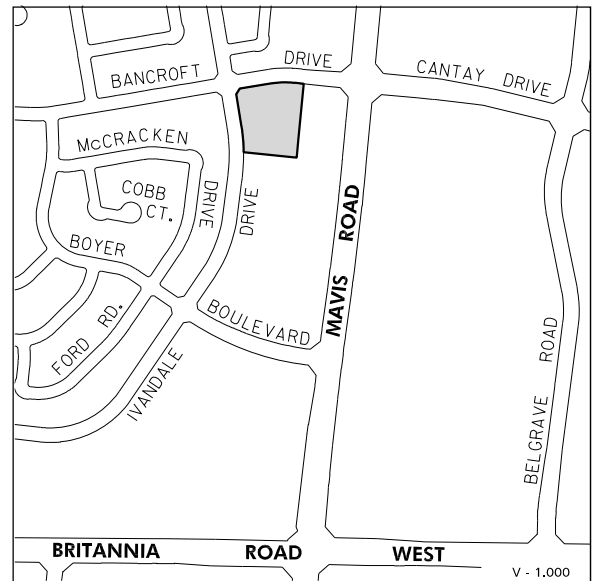 BANCROFT DRIVE
CANTAY DRIVE
McCRACKEN DRIVE
COBB
CT.
BOYER BOULEVARD
FORD RD.
IVANDALE DRIVE
MAVIS ROAD
BELGRAVE ROAD
BRITANNIA ROAD WEST
V - 1.000